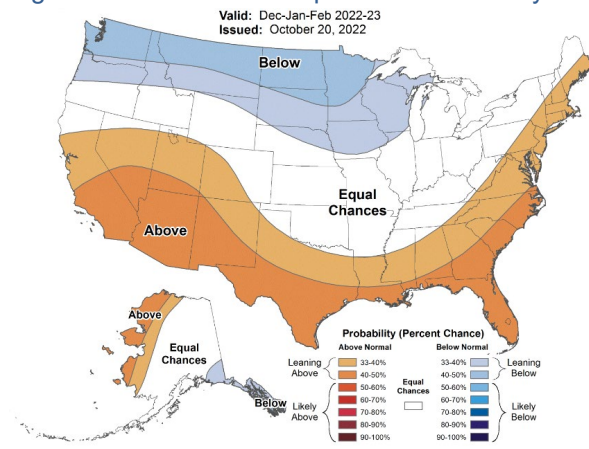 Valid: Dec-Jan-Feb 2022-23
Issued: October 20, 2022
Below
Equal
Chances
Above
Above
Equal
Chances
Below
Probability (Percent Chance)
Above Normal
Below Normal
Leaning
Above
33-40%
40-50%
Likely
Above
50-60%
60-70%
70-80%
80-90%
90-100%
Equal
Chances
33-40%
40-50%
Leaning
Below
50-60%
60-70%
70-80%
80-90%
90-100%
Likely
Below